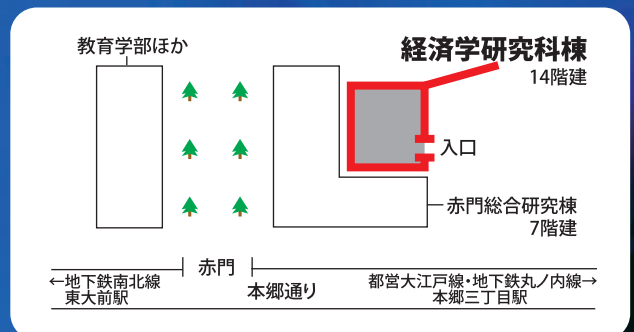 教育学部ほか
経済学研究科棟
14階建
入口
赤門総合研究棟
7階建
赤門
←地下鉄南北線
東大前駅
本郷通り
都営大江戸線・地下鉄丸ノ内線→
本郷三丁目駅